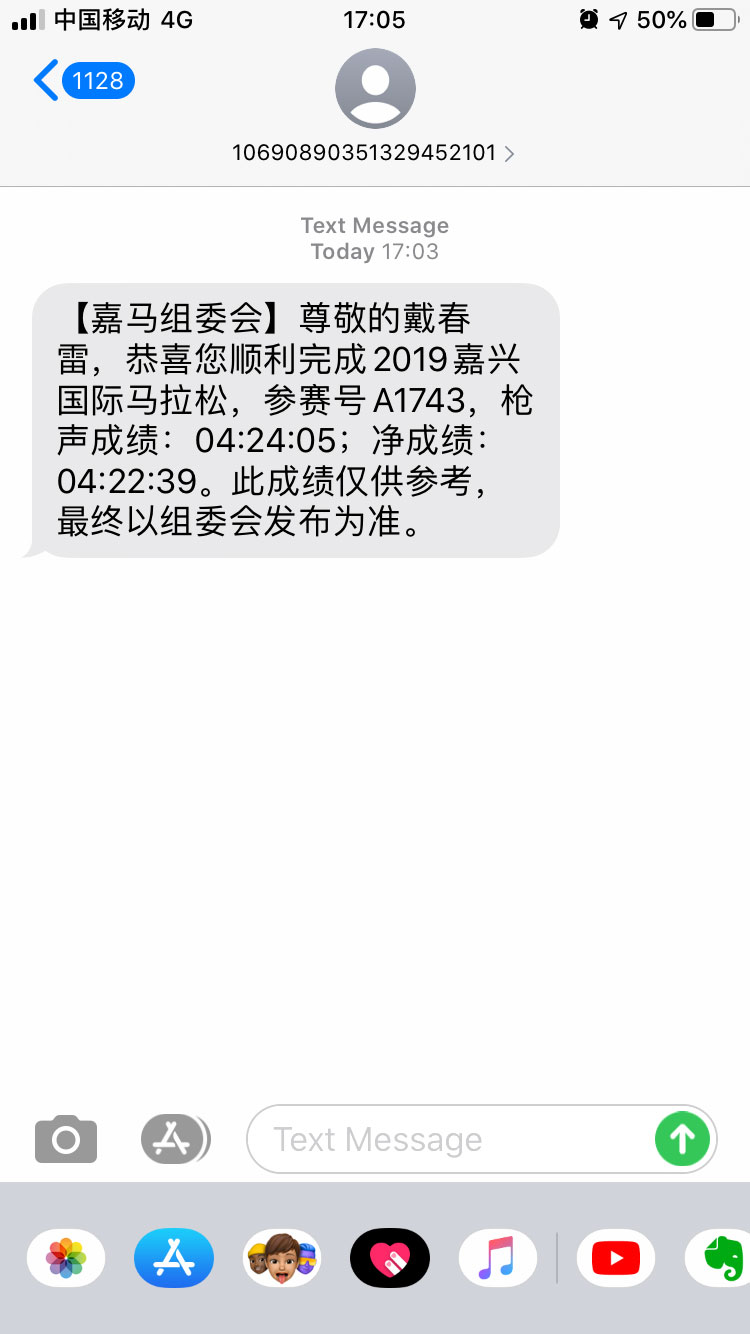 中国移动 4G 17:05 50%
1128
10690890351329452101
Text Message
Today 17:03
【嘉马组委会】尊敬的戴春
雷，恭喜您顺利完成2019嘉兴
国际马拉松，参赛号A1743，枪
声成绩：04:24:05；净成绩：
04:22:39。此成绩仅供参考，
最终以组委会发布为准。
Text Message